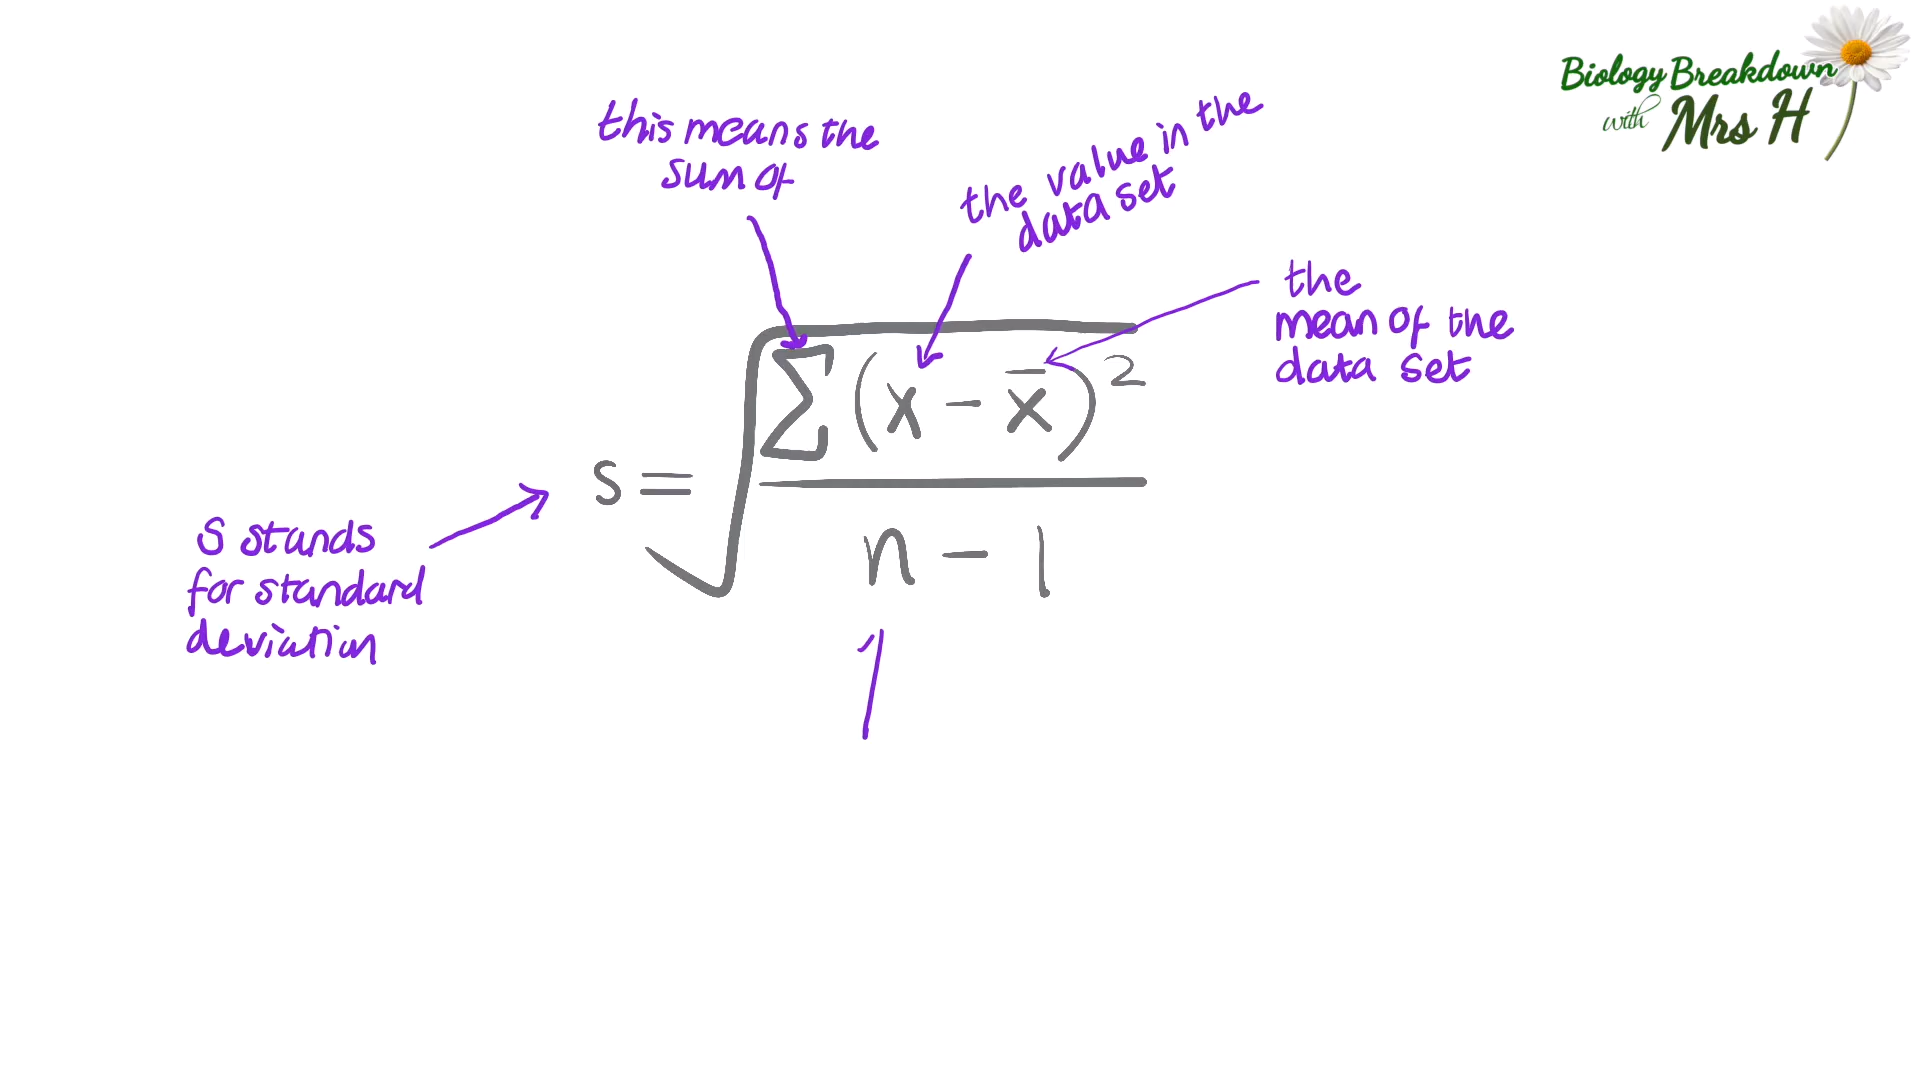 Biology Breakdown
with Mrs H
this means the
sum of
the value in the
data set
the
mean of the
data set
s = √(∑(x - x̄)²
n - 1
S stands
for standard
deviation